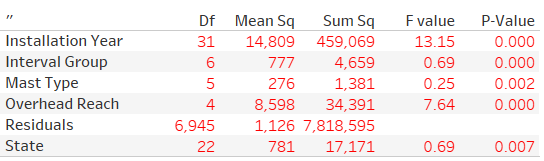 " Df Mean Sq Sum Sq F value P-Value
Installation Year 31 14,809 459,069 13.15 0.000
Interval Group 6 777 4,659 0.69 0.000
Mast Type 5 276 1,381 0.25 0.002
Overhead Reach 4 8,598 34,391 7.64 0.000
Residuals 6,945 1,126 7,818,595
State 22 781 17,171 0.69 0.007